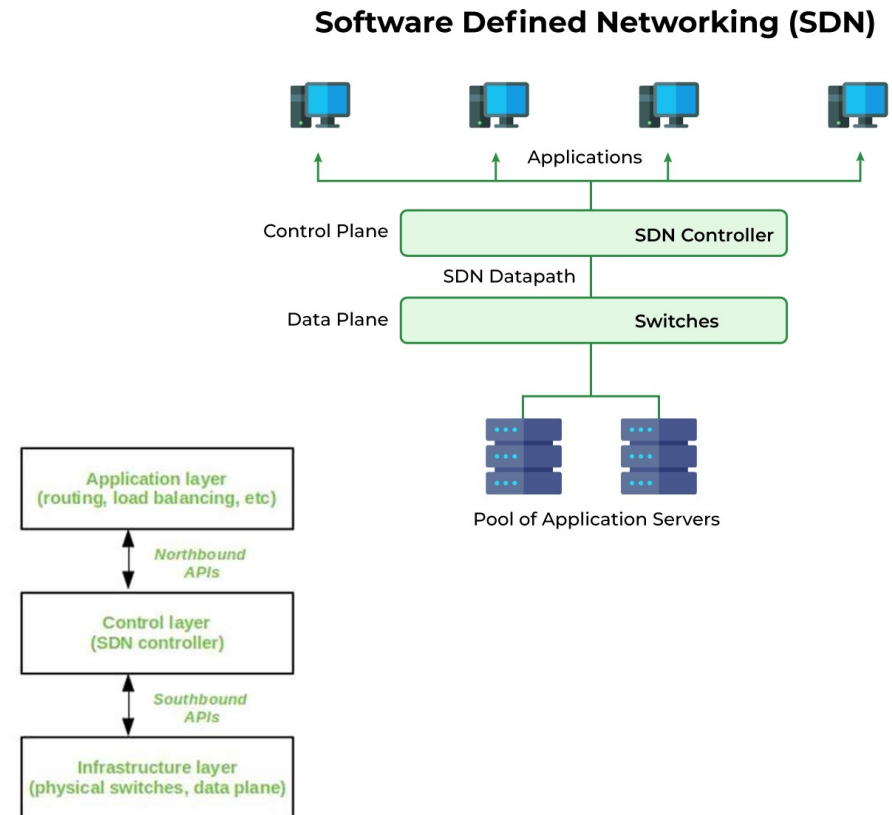 Software Defined Networking (SDN)
Applications
Control Plane
SDN Controller
SDN Datapath
Data Plane
Switches
Pool of Application Servers
Application layer
(routing, load balancing, etc)
Northbound
APIs
Control layer
(SDN controller)
Southbound
APIs
Infrastructure layer
(physical switches, data plane)